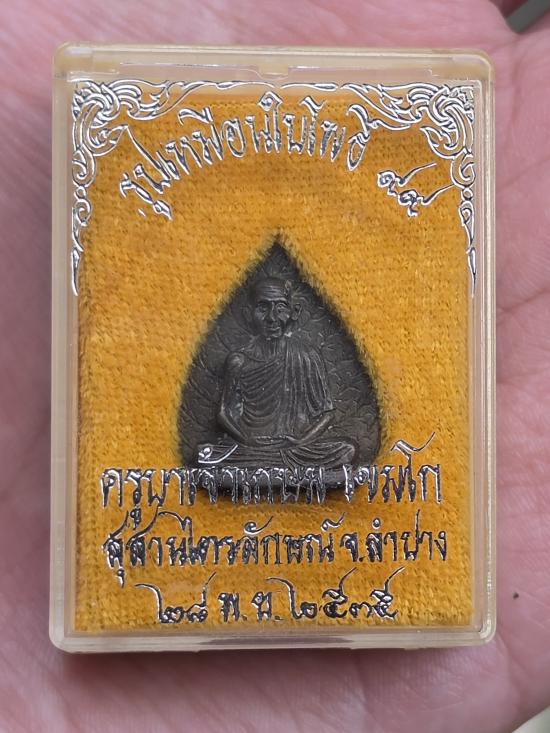 รูปเหมือนใบโพธิ์ ๙๙
ครูบาเจ้าเกษม เขมโก
สุสานไตรลักษณ์ จ.ลำปาง
๒๘ พ.ย. ๒๕๓๕